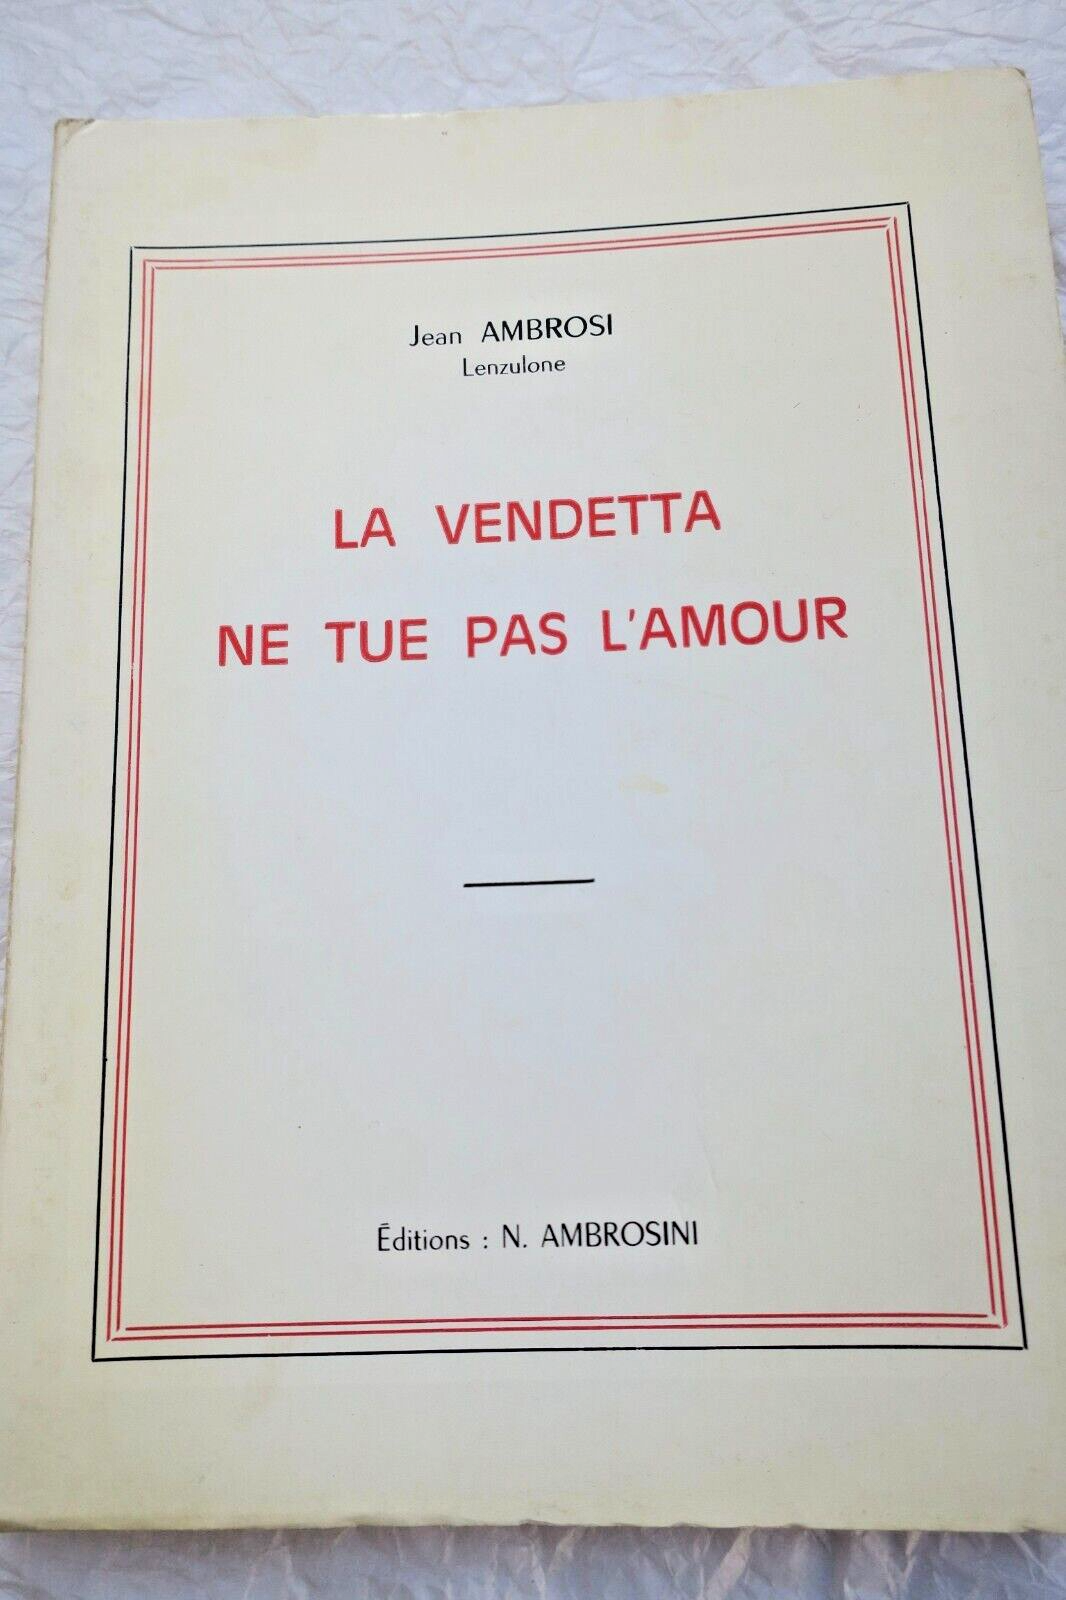 Jean AMBROSI
Lenzulone
LA VENDETTA
NE TUE PAS L'AMOUR
Éditions : N. AMBROSINI